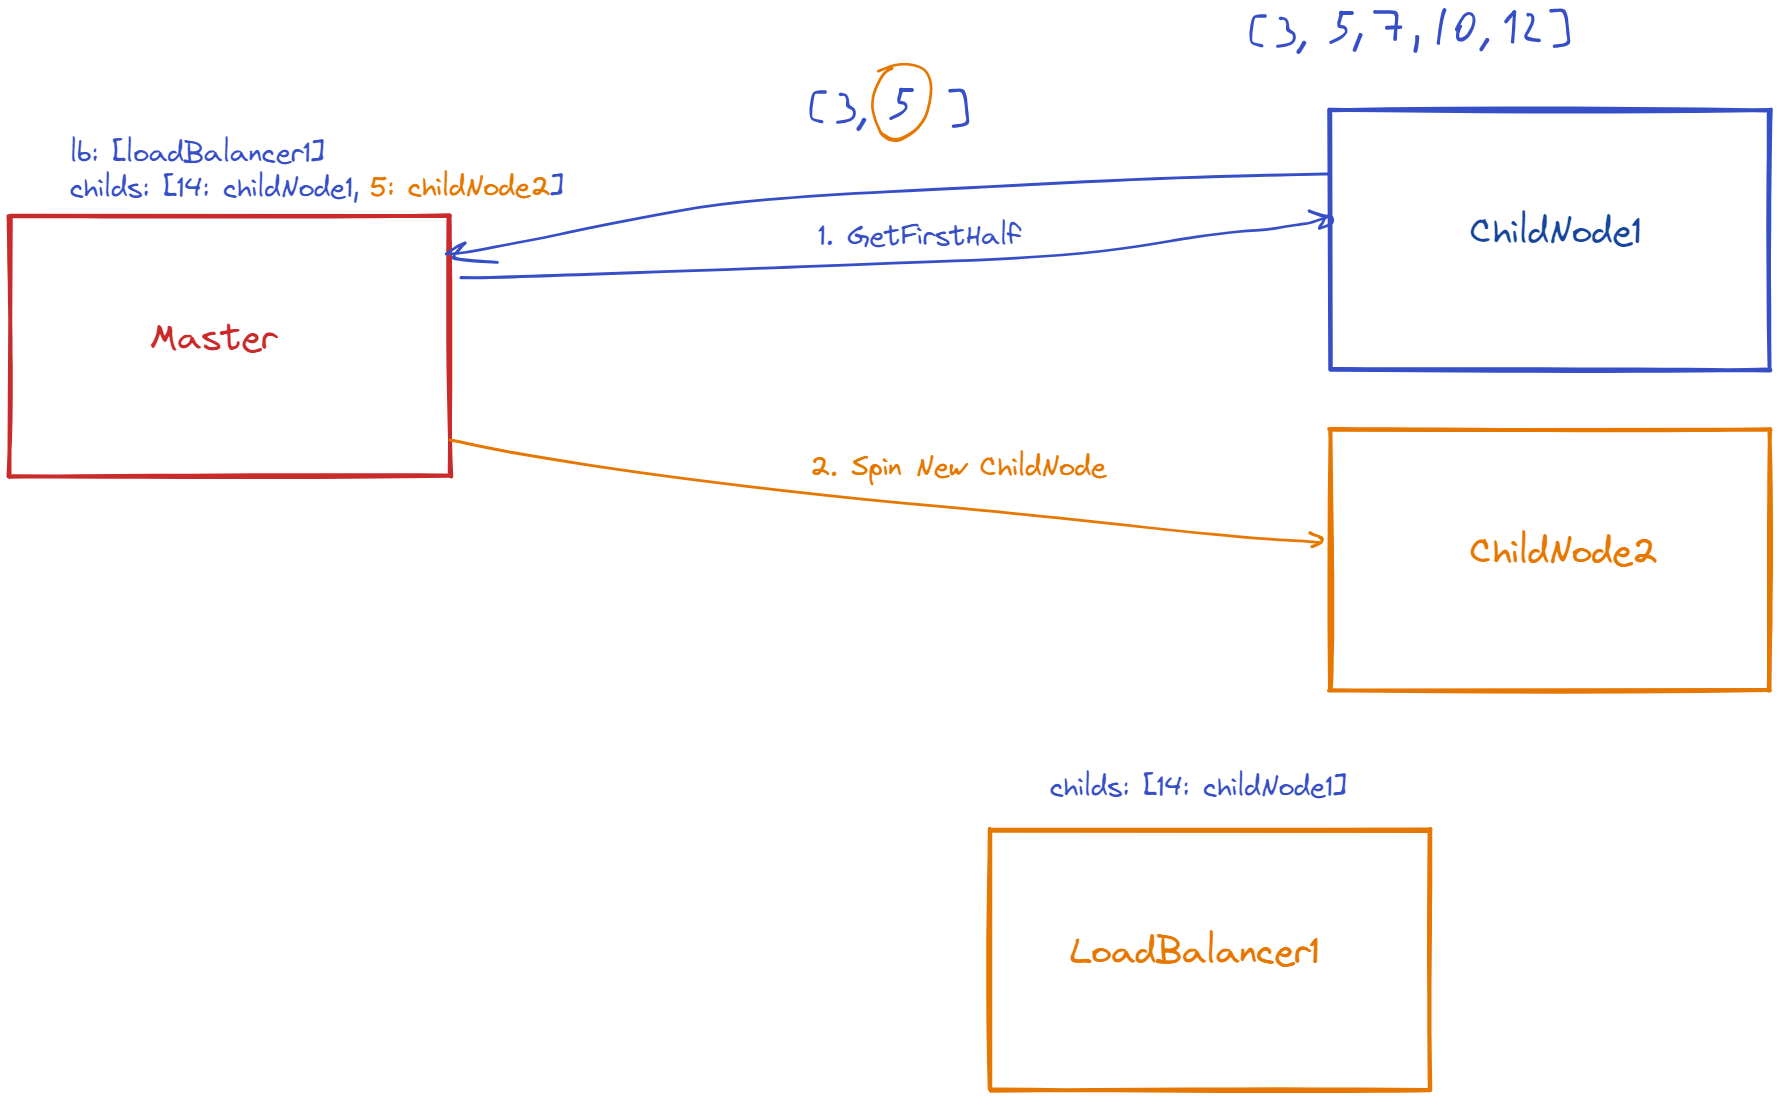 [3, 5, 7, 10, 12]
[3, 5 ]
lb: [loadBalancer1]
childs: [14: childNode1, 5: childNode2]
1. GetFirstHalf
ChildNode1
Master
2. Spin New ChildNode
ChildNode2
childs: [14: childNode1]
LoadBalancer1